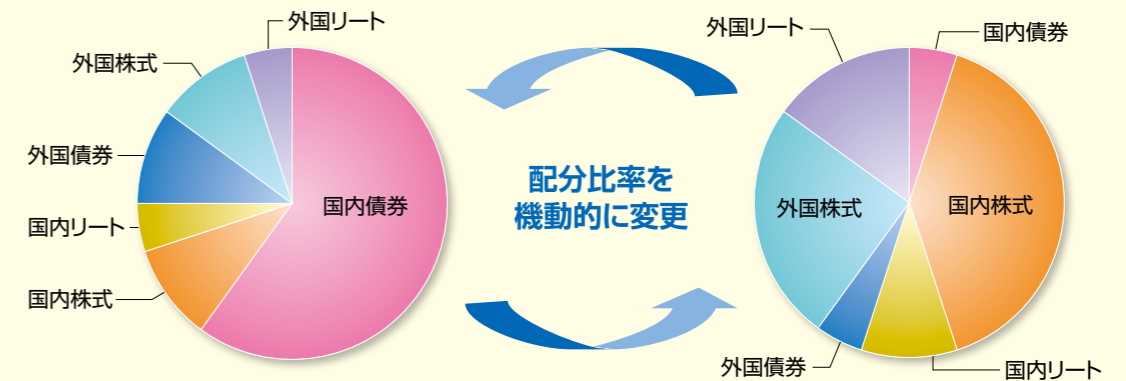 外国リート
外国株式
外国債券
国内リート
国内株式
国内債券
配分比率を
機動的に変更
外国リート
国内債券
外国株式
国内株式
外国債券
国内リート